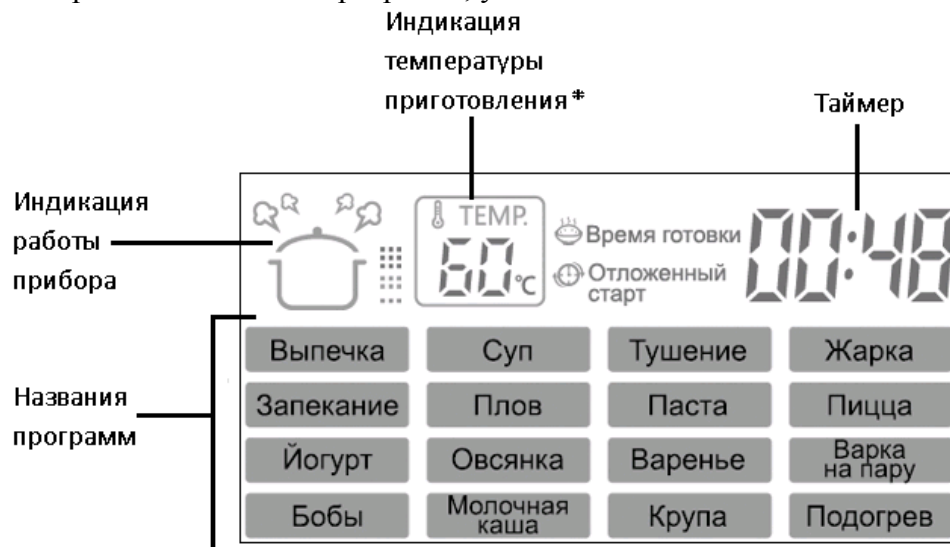 Индикация
температуры
приготовления*
Таймер
Индикация
работы
прибора
TEMP.
60°C
Время готовки
Отложенный
старт
00:48
Названия
программ
Выпечка Суп Тушение Жарка
Запекание Плов Паста Пицца
Йогурт Овсянка Варенье Варка
на пару
Бобы Молочная
каша Крупа Подогрев